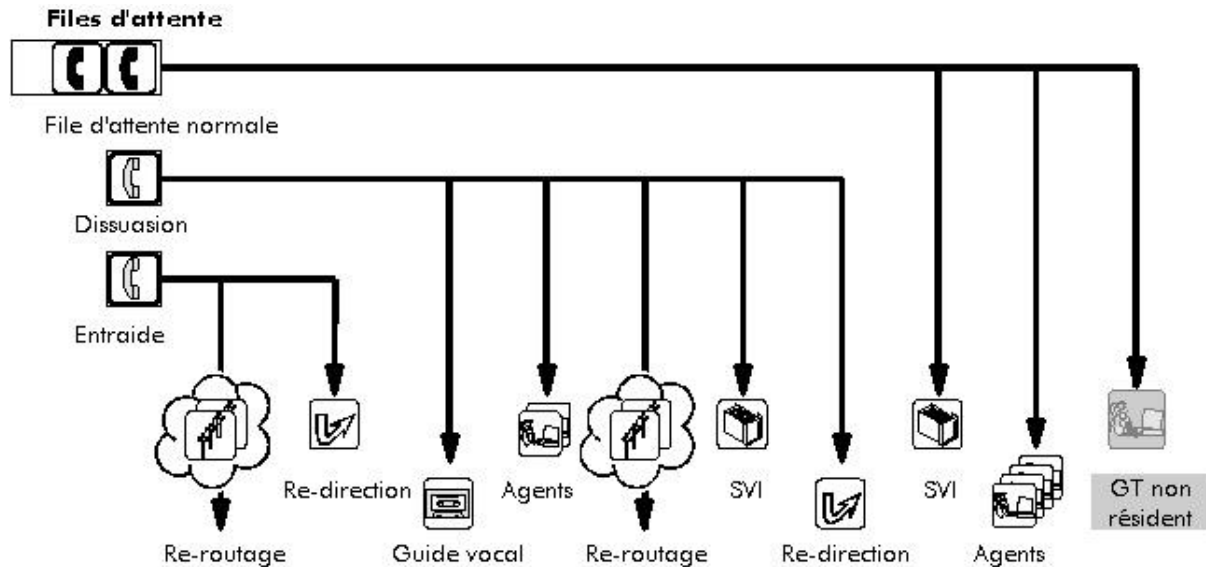 Files d'attente
File d'attente normale
Dissuasion
Entraide
Re-direction
Agents
SVI
SVI
GT non
résident
Re-routage
Guide vocal
Re-routage
Re-direction
Agents